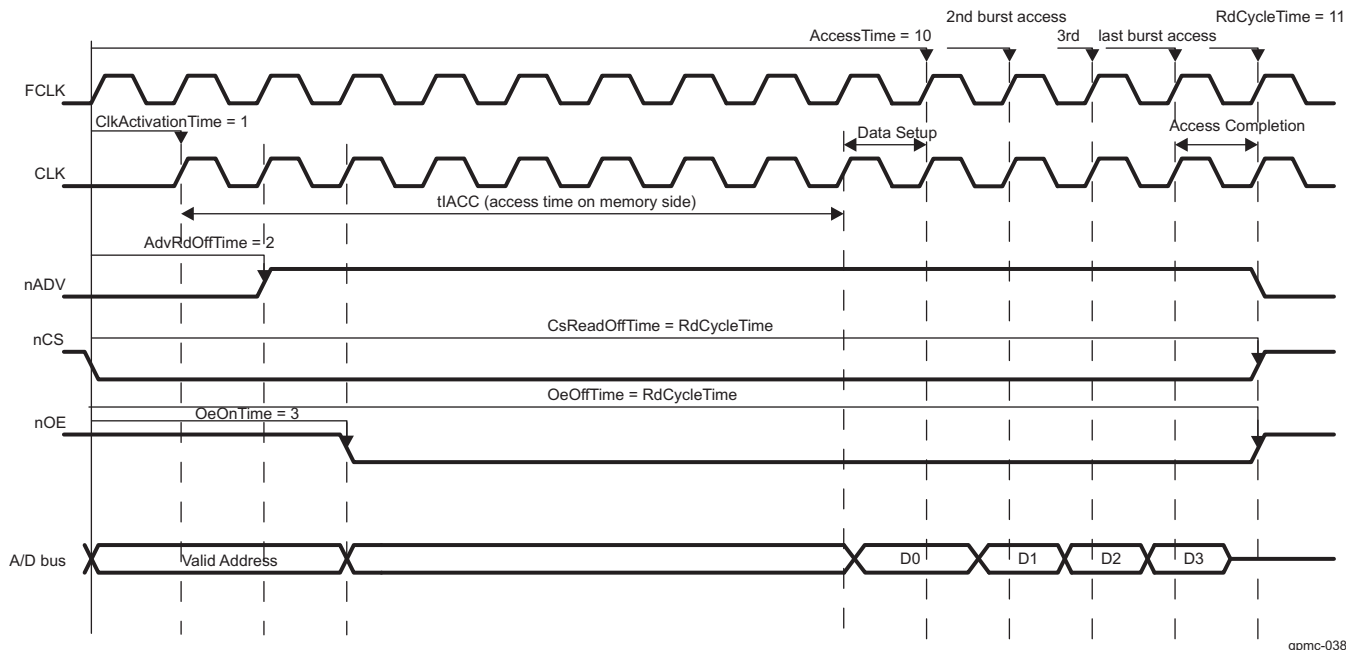 2nd burst access
RdCycleTime = 11
AccessTime = 10
3rd
last burst access
FCLK
ClkActivationTime = 1
Data Setup
Access Completion
CLK
tIACC (access time on memory side)
AdvRdOffTime = 2
nADV
CsReadOffTime = RdCycleTime
nCS
OeOffTime = RdCycleTime
OeOnTime = 3
nOE
A/D bus
Valid Address
D0
D1
D2
D3
gpmc-038